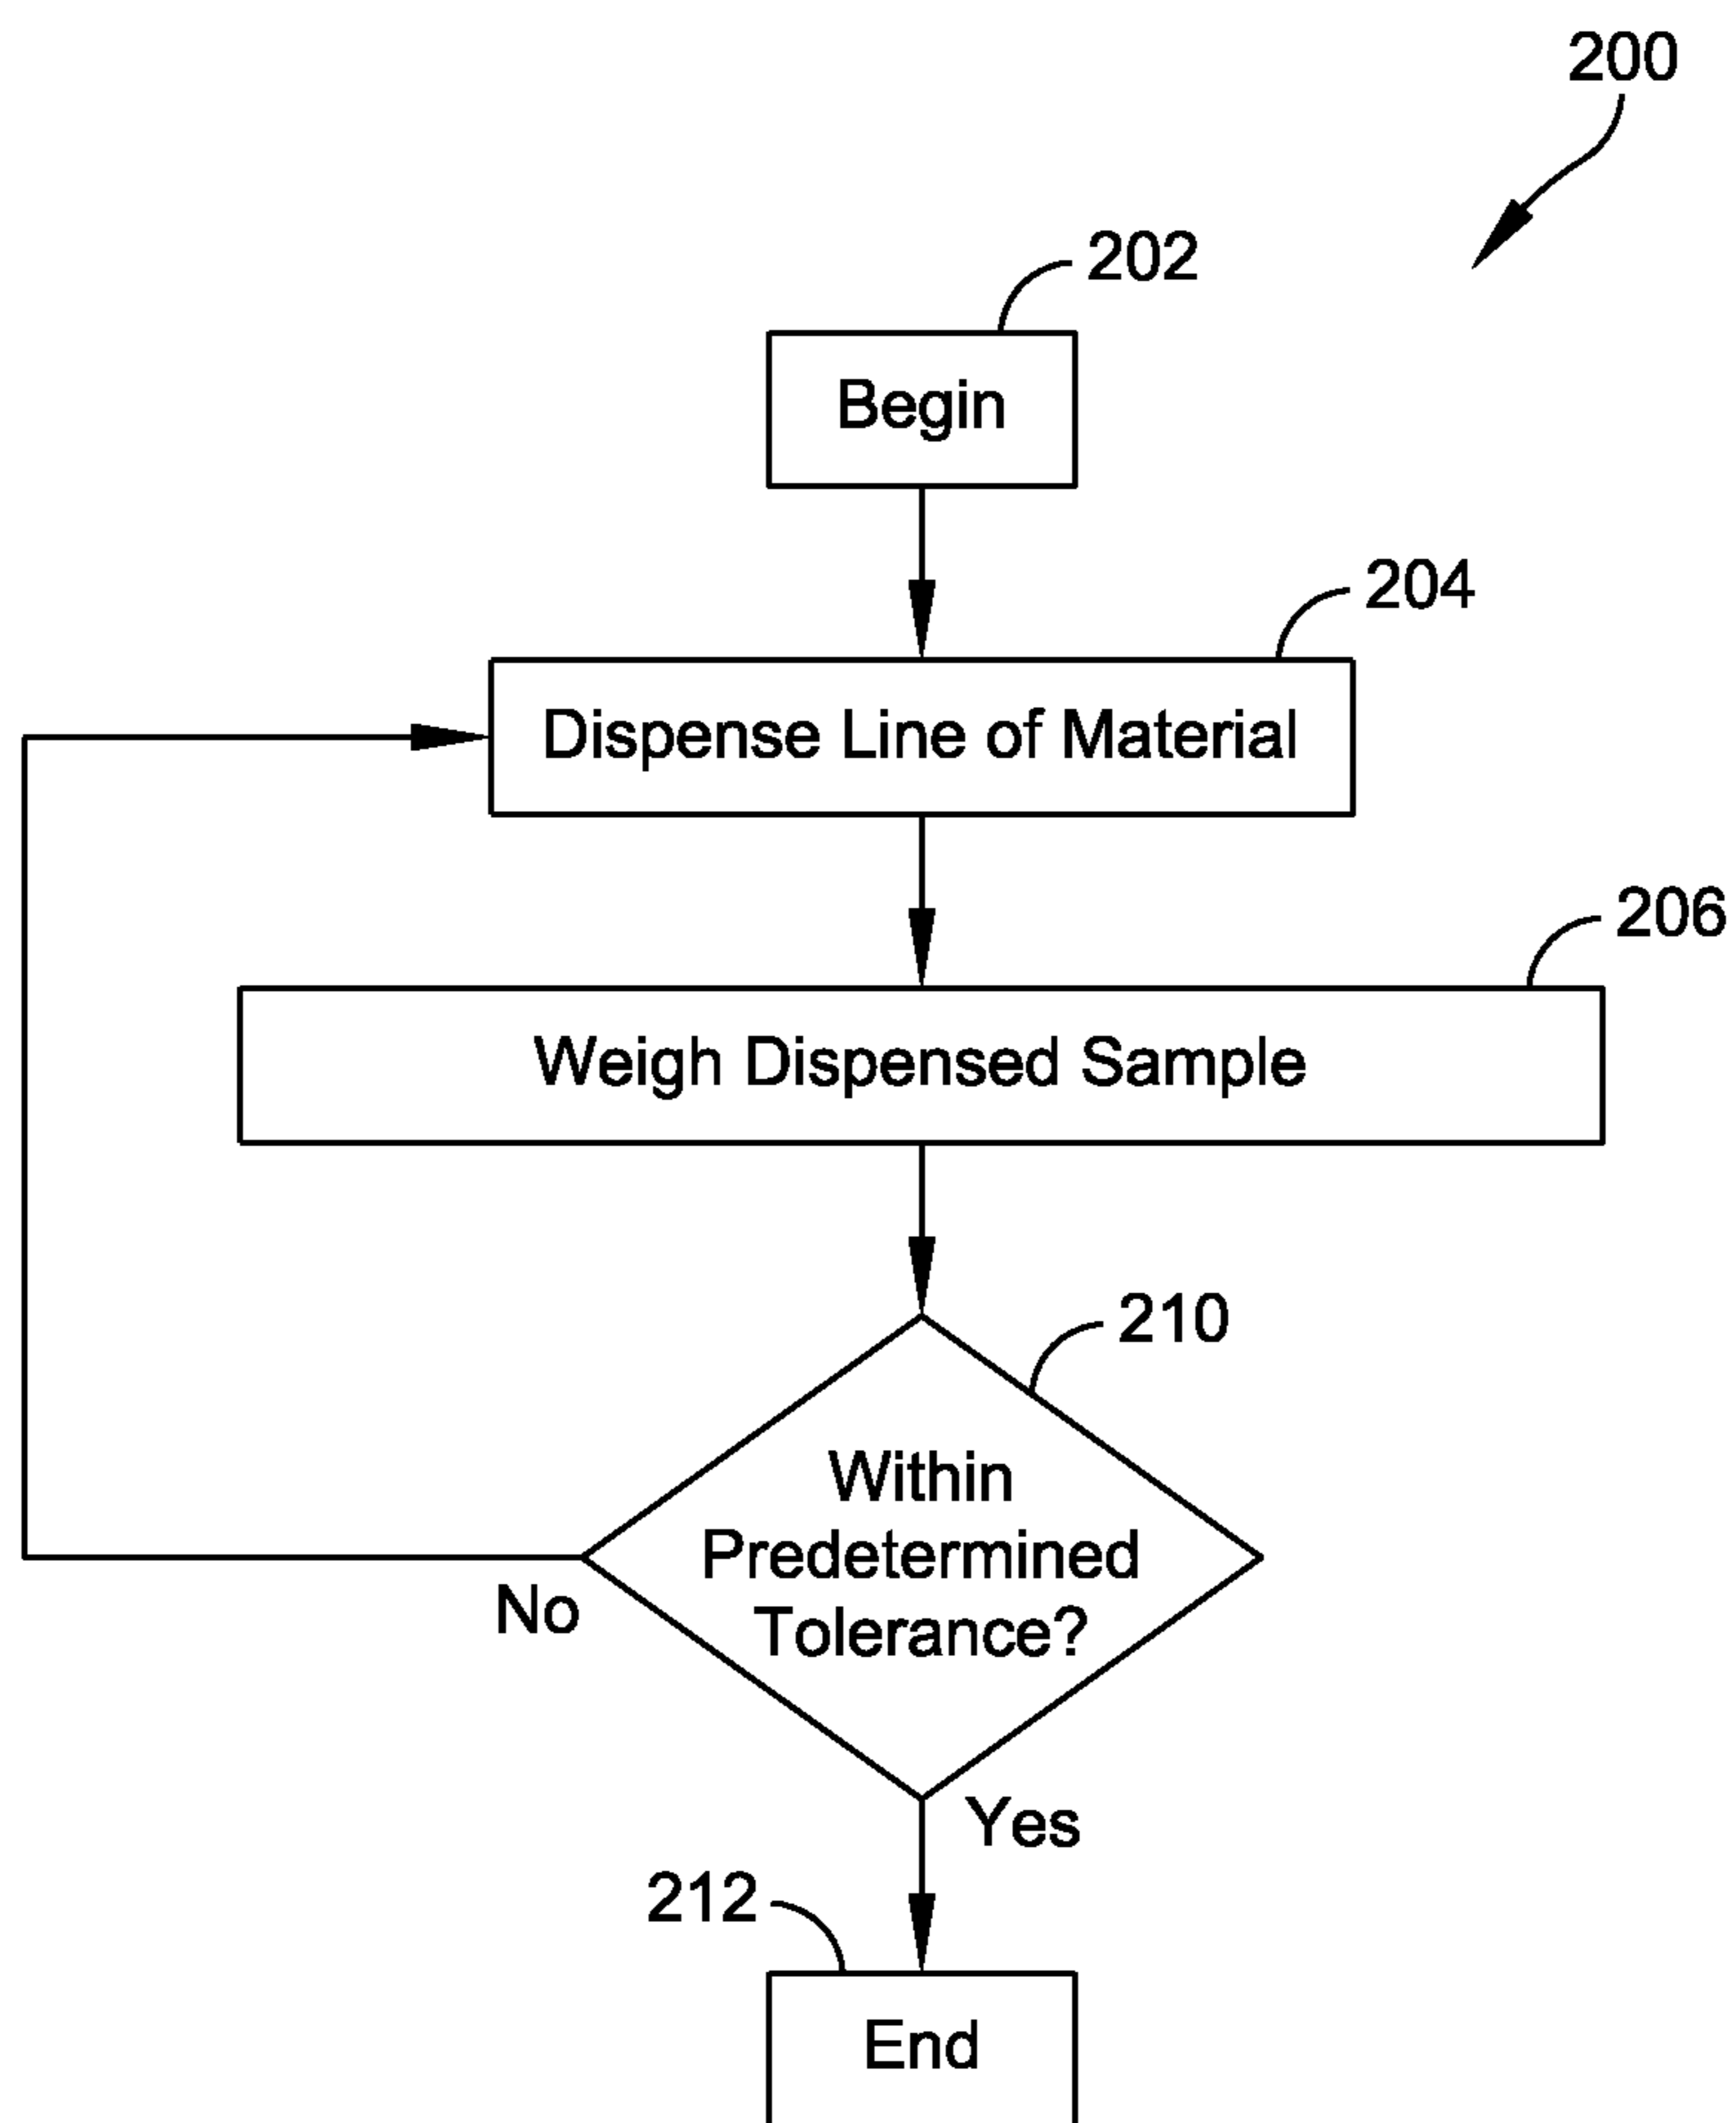 200
202
Begin
204
Dispense Line of Material
206
Weigh Dispensed Sample
210
Within
Predetermined
Tolerance?
No
Yes
212
End